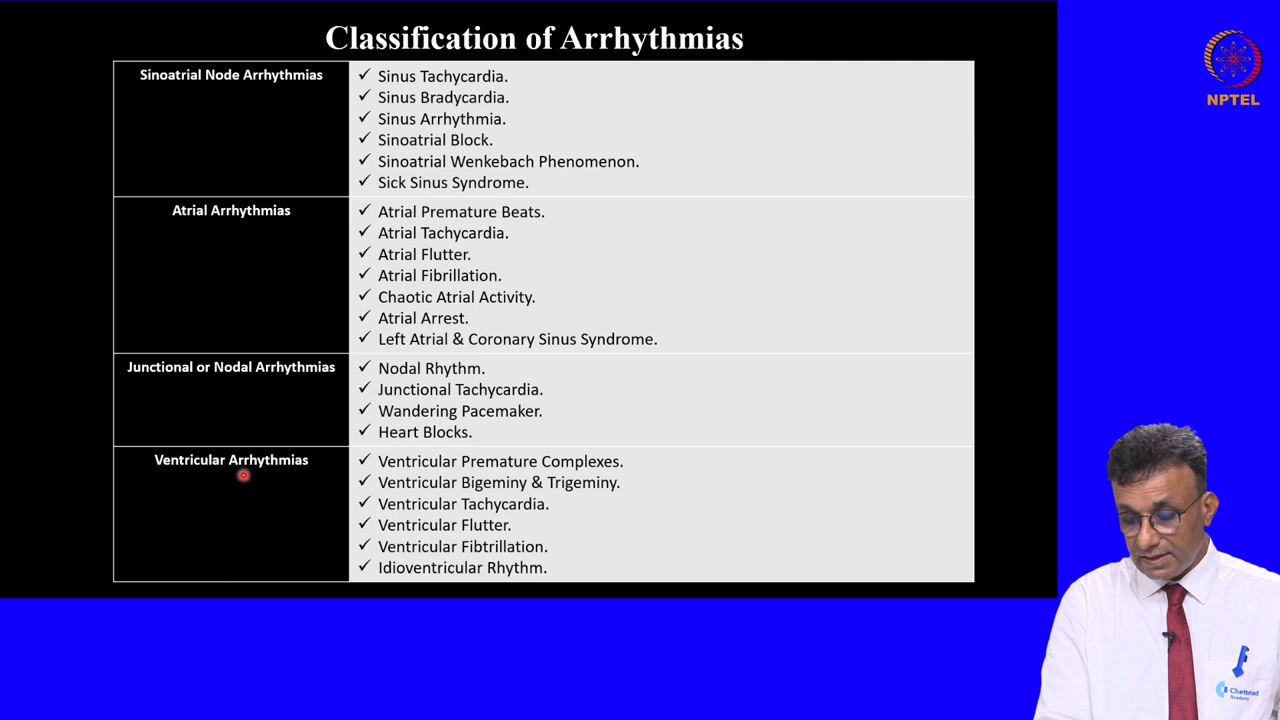 Classification of Arrhythmias
Sinoatrial Node Arrhythmias
✓ Sinus Tachycardia.
✓ Sinus Bradycardia.
✓ Sinus Arrhythmia.
✓ Sinoatrial Block.
✓ Sinoatrial Wenkebach Phenomenon.
✓ Sick Sinus Syndrome.
Atrial Arrhythmias
✓ Atrial Premature Beats.
✓ Atrial Tachycardia.
✓ Atrial Flutter.
✓ Atrial Fibrillation.
✓ Chaotic Atrial Activity.
✓ Atrial Arrest.
✓ Left Atrial & Coronary Sinus Syndrome.
Junctional or Nodal Arrhythmias
✓ Nodal Rhythm.
✓ Junctional Tachycardia.
✓ Wandering Pacemaker.
✓ Heart Blocks.
Ventricular Arrhythmias
✓ Ventricular Premature Complexes.
✓ Ventricular Bigeminy & Trigeminy.
✓ Ventricular Tachycardia.
✓ Ventricular Flutter.
✓ Ventricular Fibtrillation.
✓ Idioventricular Rhythm.
NPTEL
Chettinad
Academy